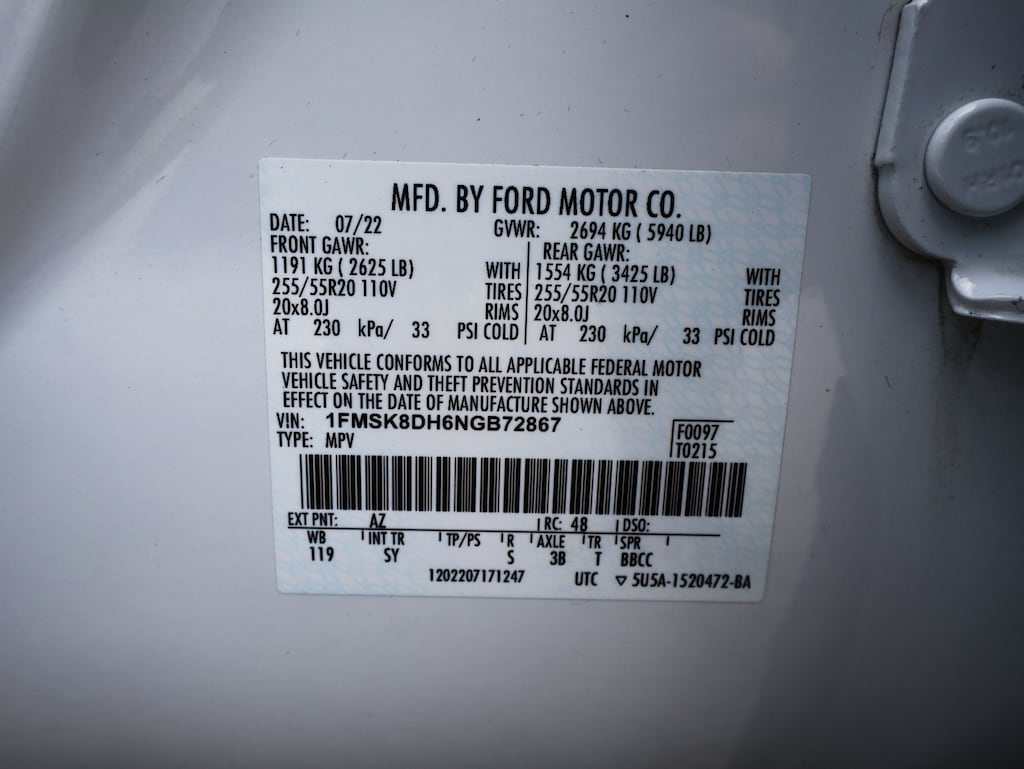 MFD. BY FORD MOTOR CO.
DATE: 07/22 GVWR: 2694 KG ( 5940 LB)
FRONT GAWR: REAR GAWR:
1191 KG ( 2625 LB) WITH 1554 KG ( 3425 LB) WITH
255/55R20 110V TIRES 255/55R20 110V TIRES
20x8.0J RIMS 20x8.0J RIMS
AT 230 kPa/ 33 PSI COLD AT 230 kPa/ 33 PSI COLD
THIS VEHICLE CONFORMS TO ALL APPLICABLE FEDERAL MOTOR
VEHICLE SAFETY AND THEFT PREVENTION STANDARDS IN
EFFECT ON THE DATE OF MANUFACTURE SHOWN ABOVE.
VIN: 1FMSK8DH6NGB72867
TYPE: MPV
F0097
T0215
EXT PNT: AZ RC: 48 DSO:
WB INT TR TP/PS R AXLE TR SPR
119 SY S 3B T BBCC
1202207171247 UTC ▽ 5U5A-1520472-BA
10.9